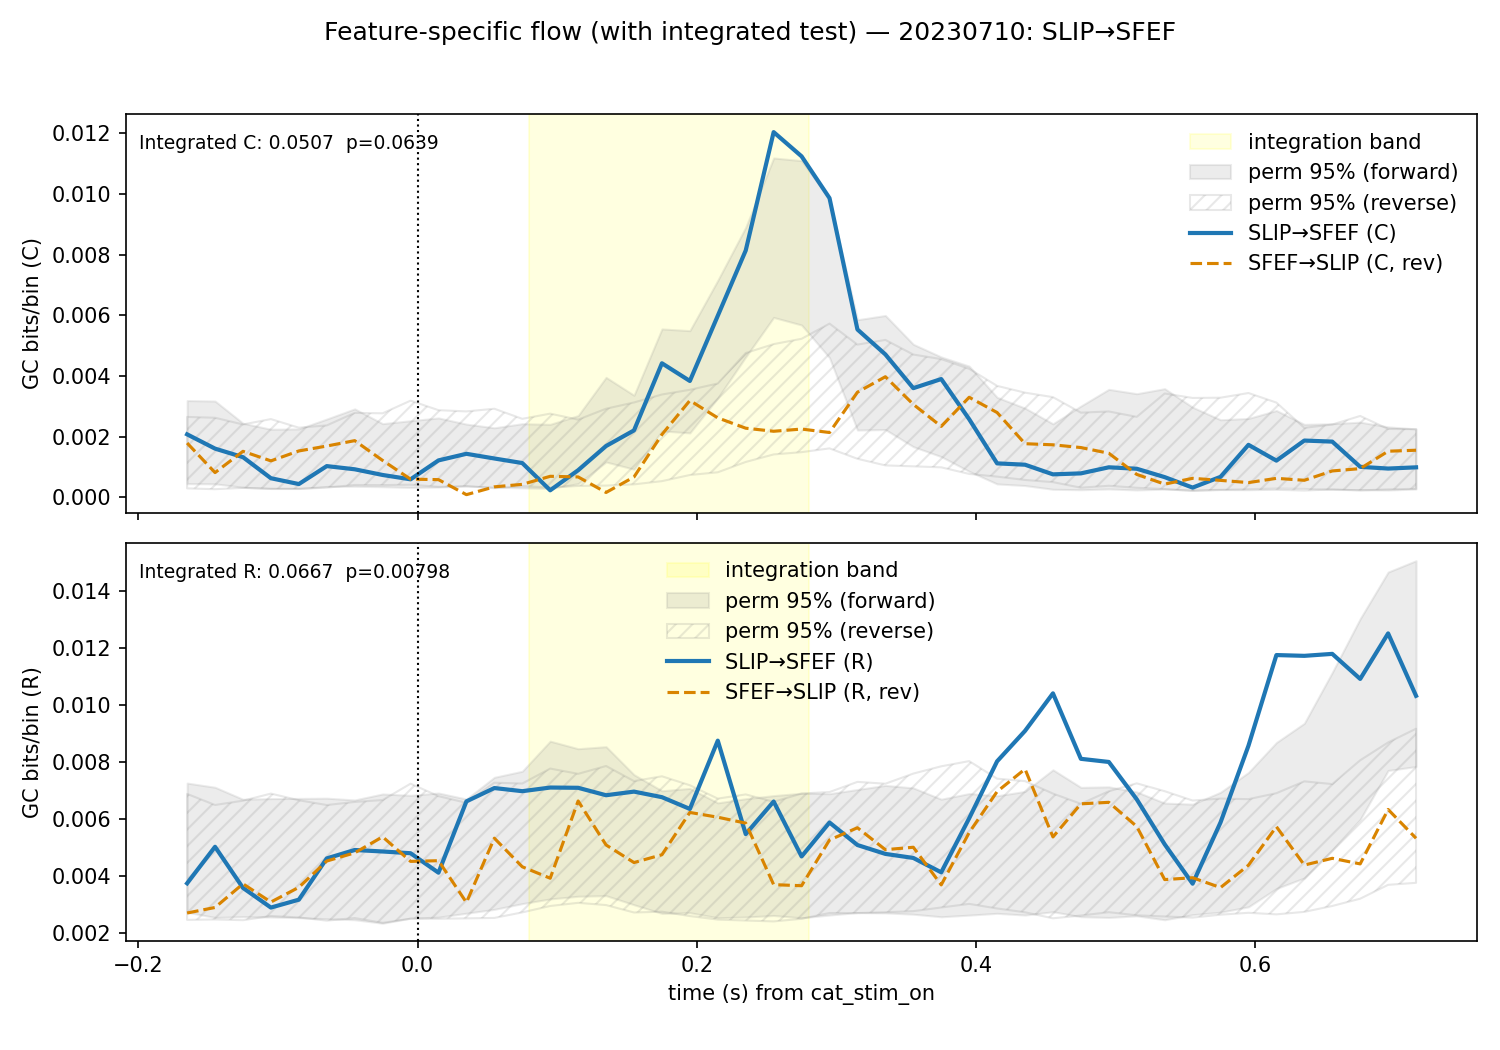 Feature-specific flow (with integrated test) — 20230710: SLIP→SFEF
Integrated C: 0.0507  p=0.0639
integration band
perm 95% (forward)
perm 95% (reverse)
SLIP→SFEF (C)
SFEF→SLIP (C, rev)
GC bits/bin (C)
0.012
0.010
0.008
0.006
0.004
0.002
0.000
Integrated R: 0.0667  p=0.00798
integration band
perm 95% (forward)
perm 95% (reverse)
SLIP→SFEF (R)
SFEF→SLIP (R, rev)
GC bits/bin (R)
0.014
0.012
0.010
0.008
0.006
0.004
0.002
−0.2 0.0 0.2 0.4 0.6
time (s) from cat_stim_on